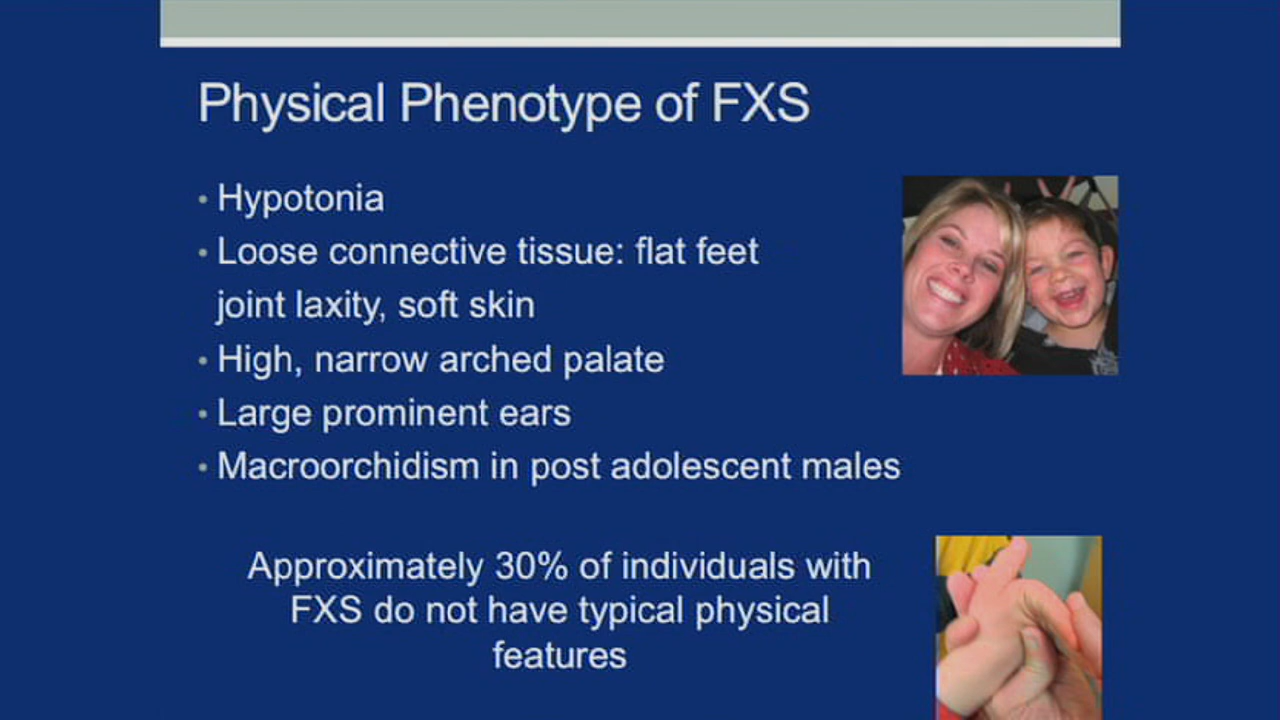 Physical Phenotype of FXS
• Hypotonia
• Loose connective tissue: flat feet
joint laxity, soft skin
• High, narrow arched palate
• Large prominent ears
• Macroorchidism in post adolescent males
Approximately 30% of individuals with
FXS do not have typical physical
features